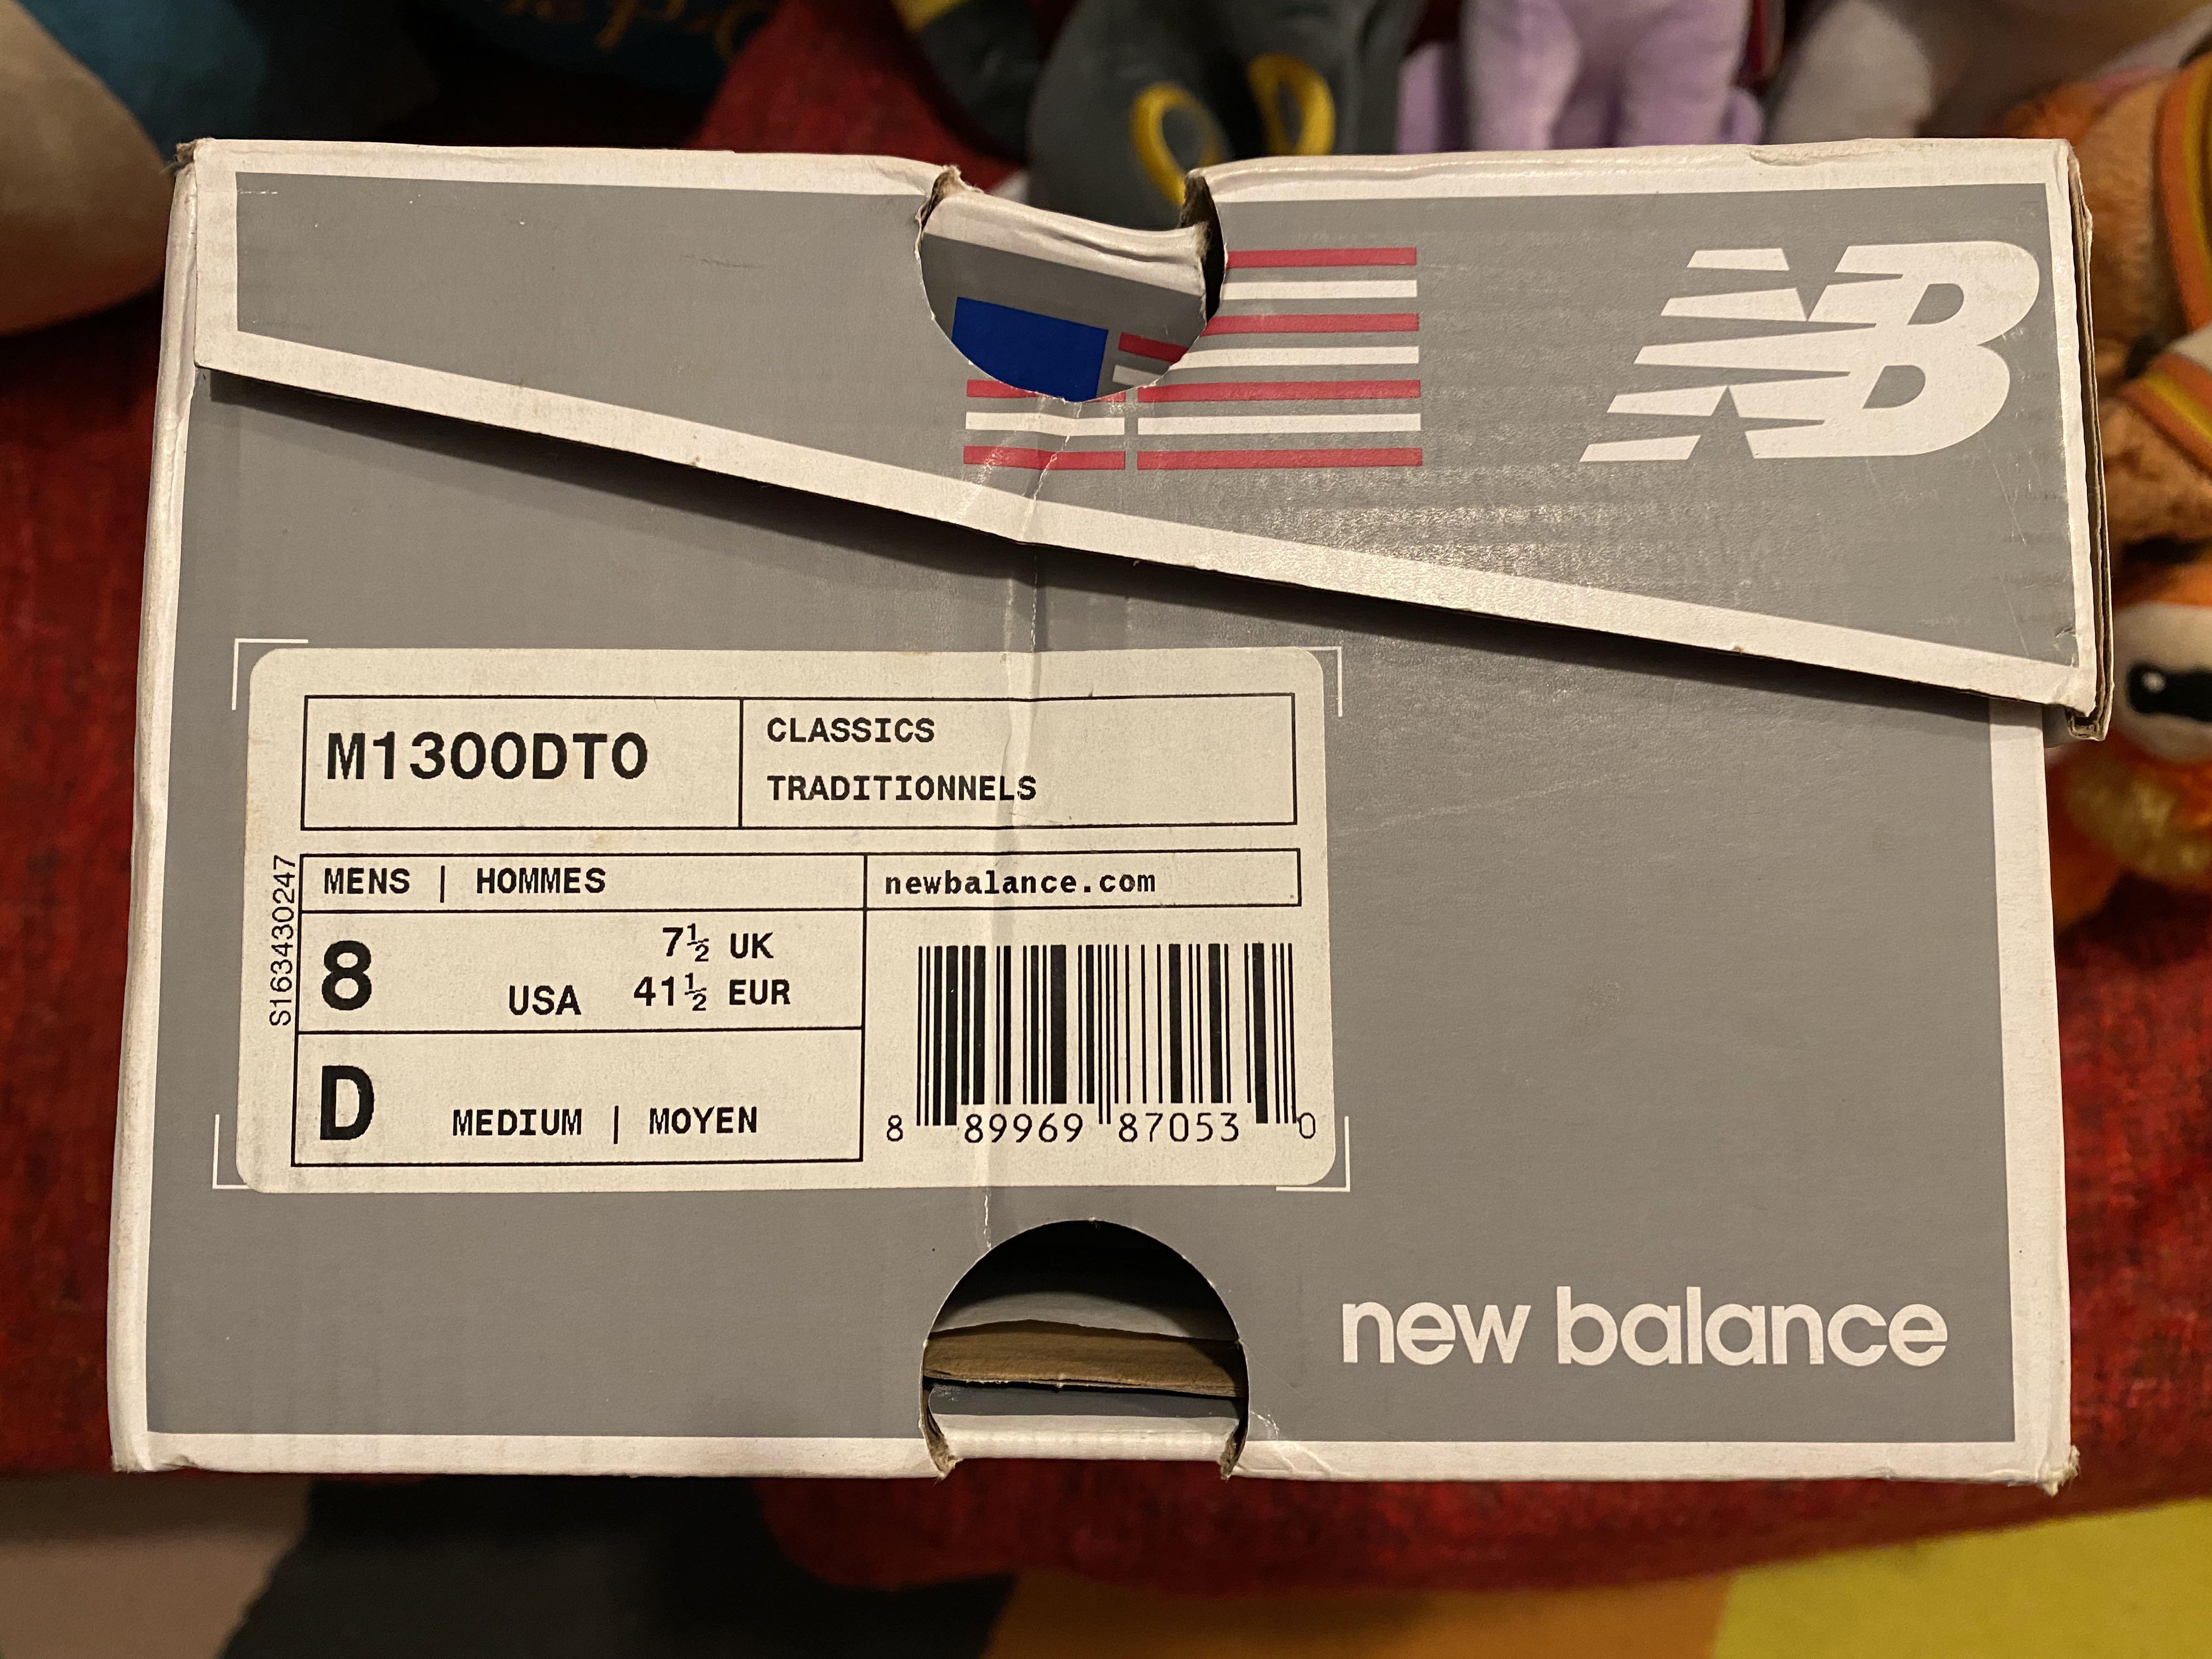 NB
M1300DTO
CLASSICS
TRADITIONNELS
S163430247
MENS | HOMMES
newbalance.com
8 USA 7½ UK
41½ EUR
D MEDIUM | MOYEN
8 89969 87053 0
new balance